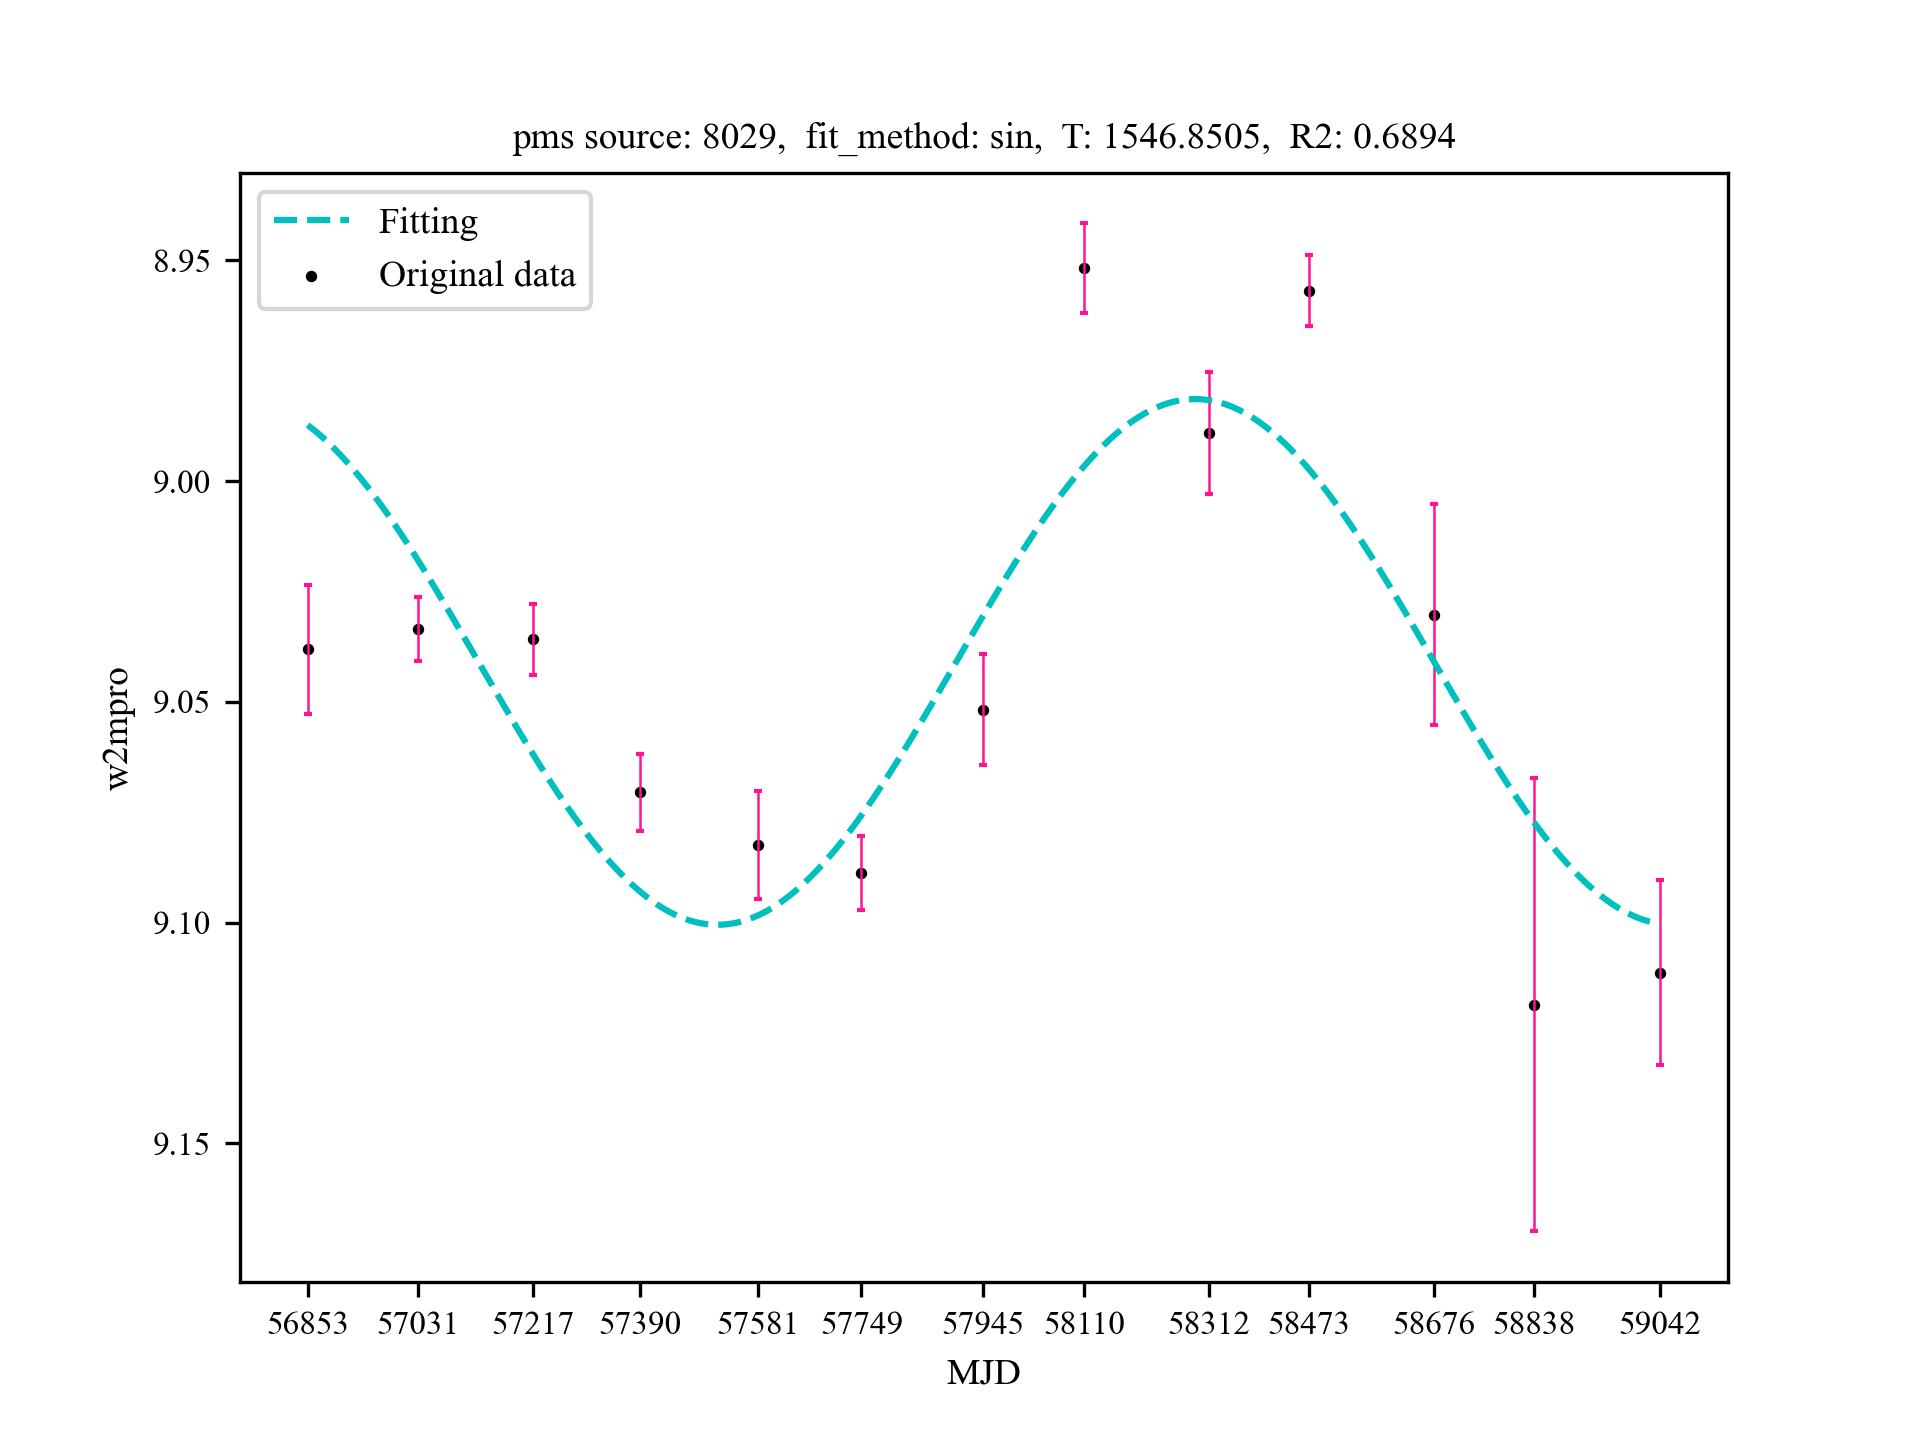 pms source: 8029, fit_method: sin, T: 1546.8505, R2: 0.6894
Fitting
Original data
8.95
9.00
9.05
9.10
9.15
w2mpro
56853 57031 57217 57390 57581 57749 57945 58110 58312 58473 58676 58838 59042
MJD